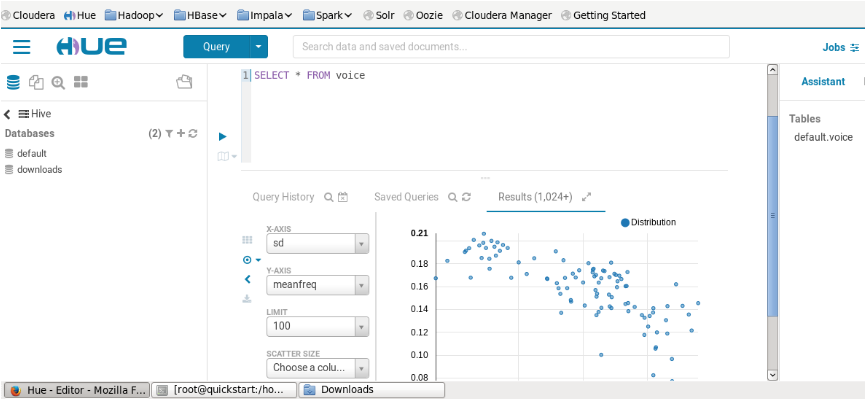 Cloudera Hue Hadoop HBase Impala Spark Solr Oozie Cloudera Manager Getting Started
HUE Query Search data and saved documents... Jobs
1 SELECT * FROM voice
Assistant
Hive
Databases (2)
default
downloads
Tables
default.voice
Query History Saved Queries Results (1,024+)
X-AXIS
sd
Y-AXIS
meanfreq
LIMIT
100
SCATTER SIZE
Choose a colu...
Distribution
0.21
0.18
0.16
0.14
0.12
0.10
0.08
Hue - Editor - Mozilla F... [root@quickstart:/ho... Downloads